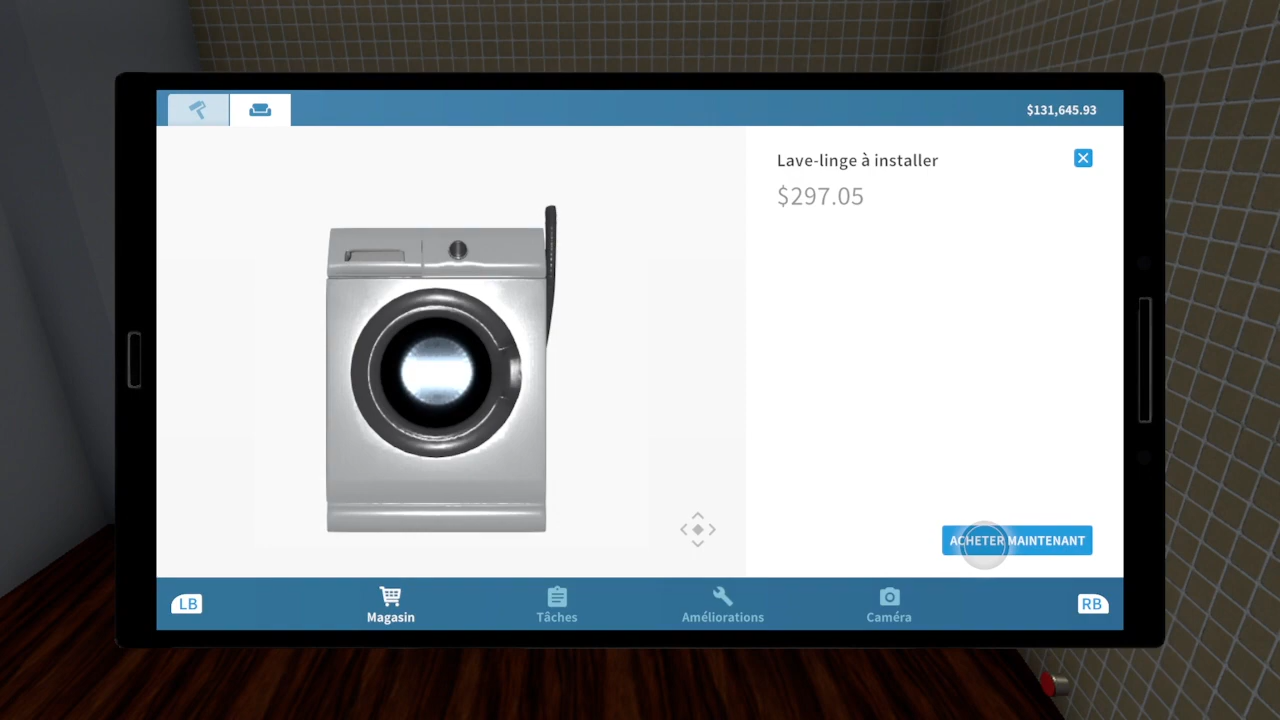 $131,645.93
Lave-linge à installer
$297.05
ACHETER MAINTENANT
LB
Magasin
Tâches
Améliorations
Caméra
RB